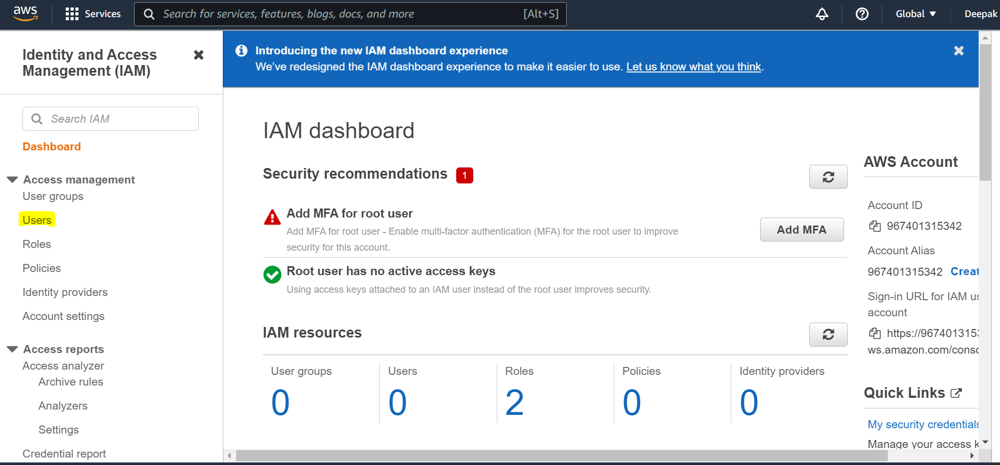 aws
Services
Search for services, features, blogs, docs, and more
[Alt+S]
Global
Deepak
Identity and Access
Management (IAM)
Search IAM
Dashboard
Access management
User groups
Users
Roles
Policies
Identity providers
Account settings
Access reports
Access analyzer
Archive rules
Analyzers
Settings
Credential report
Introducing the new IAM dashboard experience
We've redesigned the IAM dashboard experience to make it easier to use. Let us know what you think.
IAM dashboard
Security recommendations 1
Add MFA for root user
Add MFA for root user - Enable multi-factor authentication (MFA) for the root user to improve
security for this account.
Add MFA
Root user has no active access keys
Using access keys attached to an IAM user instead of the root user improves security.
IAM resources
User groups
0
Users
0
Roles
2
Policies
0
Identity providers
0
AWS Account
Account ID
967401315342
Account Alias
967401315342 Creat
Sign-in URL for IAM us
account
https://9674013153
ws.amazon.com/conso
Quick Links
My security credentials
Manage your access k